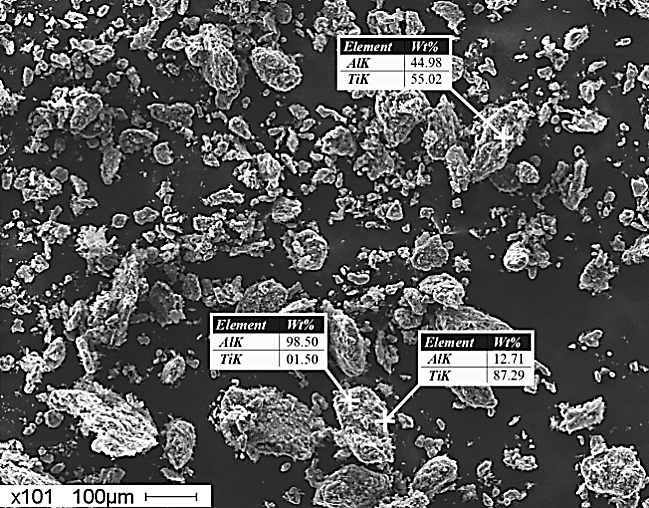 Element Wt%
AlK 44.98
TiK 55.02
Element Wt%
AlK 98.50
TiK 01.50
Element Wt%
AlK 12.71
TiK 87.29
x101 100µm